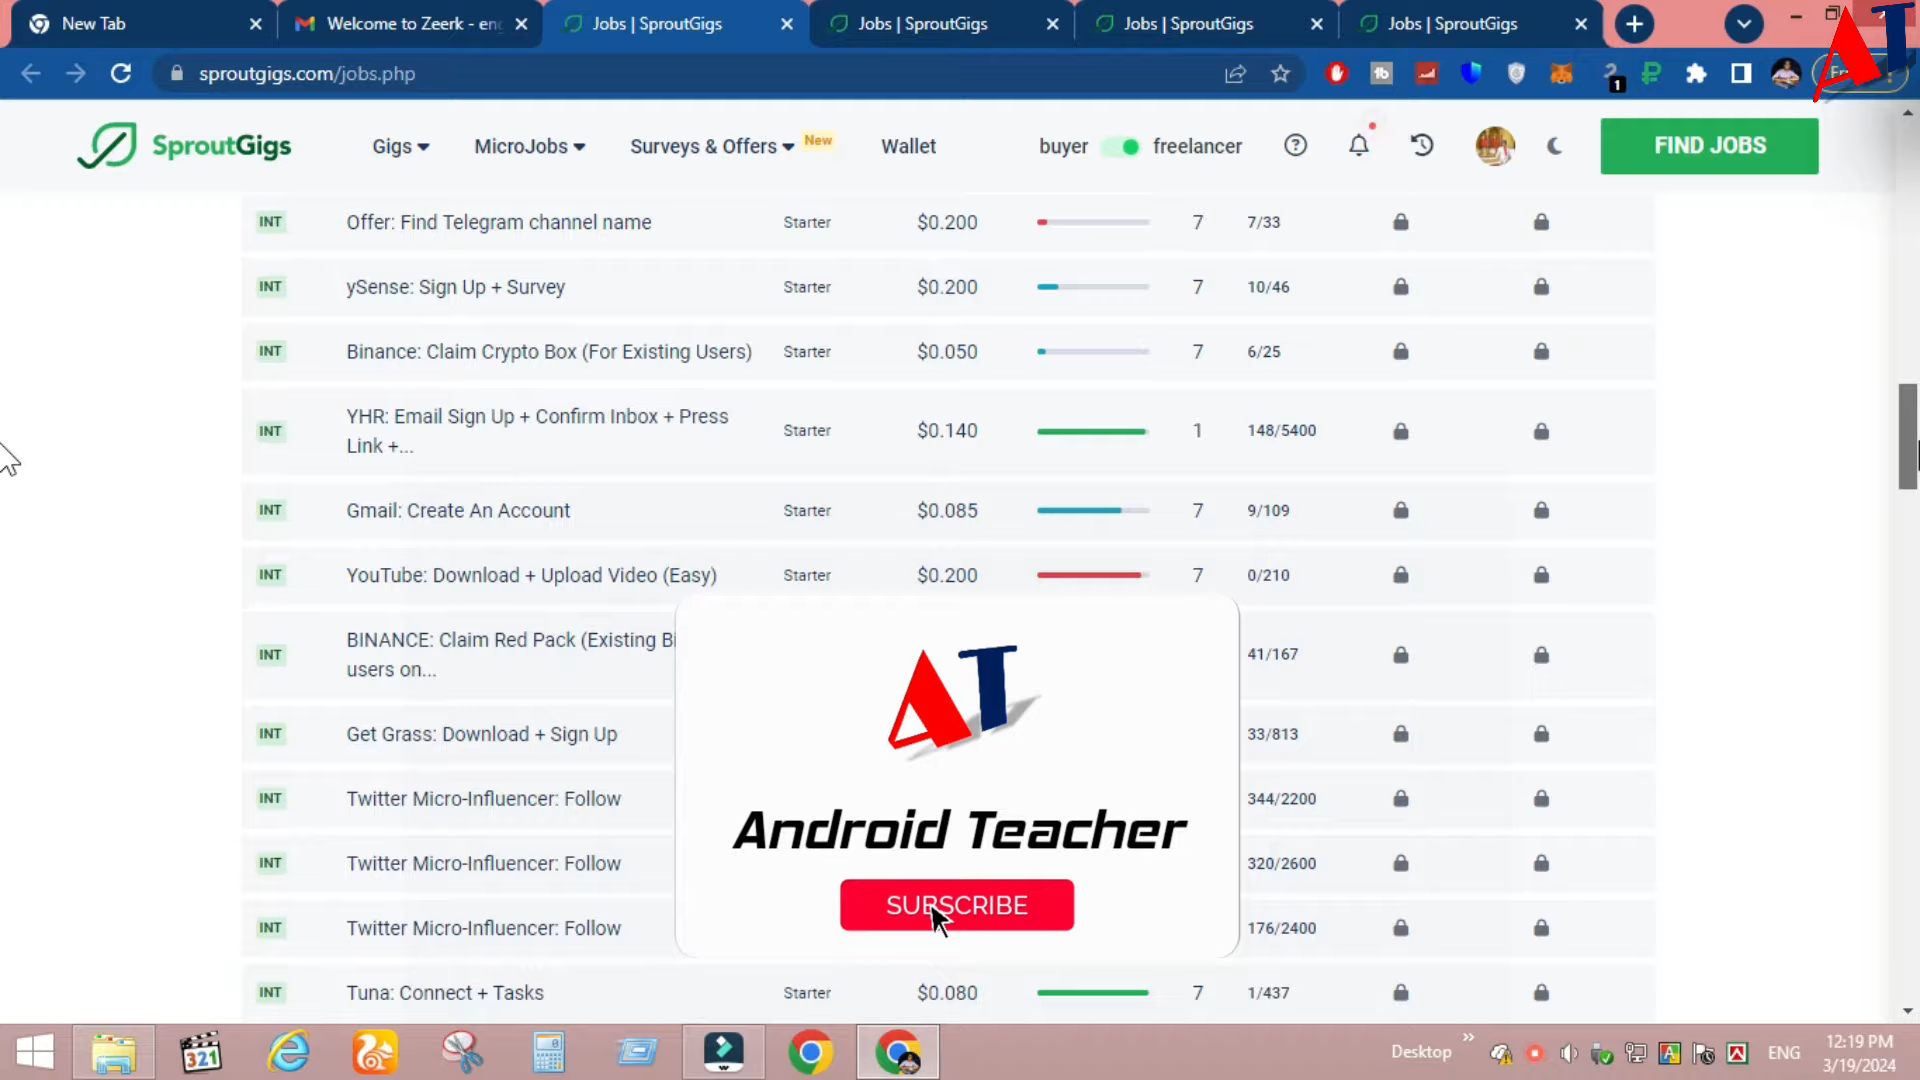 New Tab
Welcome to Zeerk - en
Jobs | SproutGigs
Jobs | SproutGigs
Jobs | SproutGigs
Jobs | SproutGigs
sproutgigs.com/jobs.php
1
AT
SproutGigs
Gigs
MicroJobs
Surveys & Offers
New
Wallet
buyer
freelancer
FIND JOBS
INT Offer: Find Telegram channel name Starter $0.200 7 7/33
INT ySense: Sign Up + Survey Starter $0.200 7 10/46
INT Binance: Claim Crypto Box (For Existing Users) Starter $0.050 7 6/25
INT YHR: Email Sign Up + Confirm Inbox + Press Starter $0.140 1 148/5400
Link +...
INT Gmail: Create An Account Starter $0.085 7 9/109
INT YouTube: Download + Upload Video (Easy) Starter $0.200 7 0/210
INT BINANCE: Claim Red Pack (Existing Bi 41/167
users on...
INT Get Grass: Download + Sign Up 33/813
INT Twitter Micro-Influencer: Follow 344/2200
INT Twitter Micro-Influencer: Follow 320/2600
INT Twitter Micro-Influencer: Follow 176/2400
INT Tuna: Connect + Tasks Starter $0.080 7 1/437
AT
Android Teacher
SUBSCRIBE
321
Desktop
ENG
12:19 PM
3/19/2024